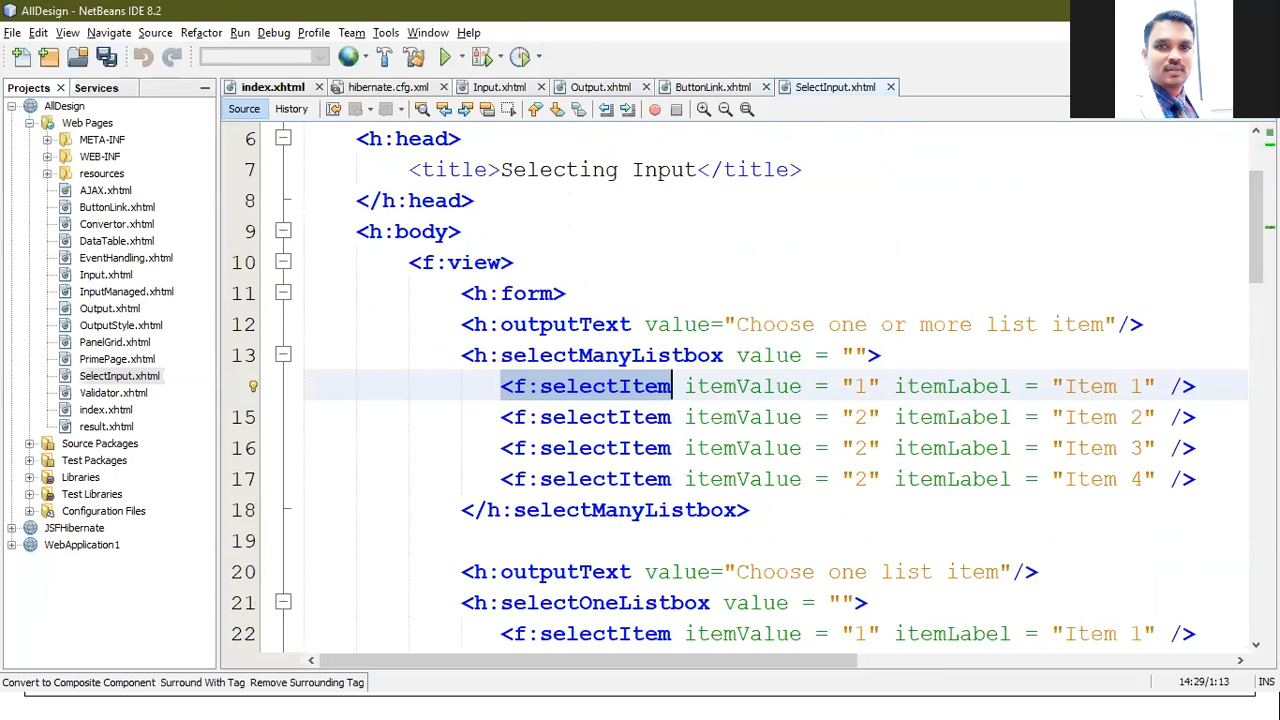 AllDesign - NetBeans IDE 8.2
File Edit View Navigate Source Refactor Run Debug Profile Team Tools Window Help
Projects Services
index.xhtml hibernate.cfg.xml Input.xhtml Output.xhtml ButtonLink.xhtml SelectInput.xhtml
Source History
AllDesign
Web Pages
META-INF
WEB-INF
resources
AJAX.xhtml
ButtonLink.xhtml
Convertor.xhtml
DataTable.xhtml
EventHandling.xhtml
Input.xhtml
InputManaged.xhtml
Output.xhtml
OutputStyle.xhtml
PanelGrid.xhtml
PrimePage.xhtml
SelectInput.xhtml
Validator.xhtml
index.xhtml
result.xhtml
Source Packages
Test Packages
Libraries
Test Libraries
Configuration Files
JSFHibernate
WebApplication1
6 <h:head>
7 <title>Selecting Input</title>
8 </h:head>
9 <h:body>
10 <f:view>
11 <h:form>
12 <h:outputText value="Choose one or more list item"/>
13 <h:selectManyListbox value = "">
<f:selectItem itemValue = "1" itemLabel = "Item 1" />
15 <f:selectItem itemValue = "2" itemLabel = "Item 2" />
16 <f:selectItem itemValue = "2" itemLabel = "Item 3" />
17 <f:selectItem itemValue = "2" itemLabel = "Item 4" />
18 </h:selectManyListbox>
19
20 <h:outputText value="Choose one list item"/>
21 <h:selectOneListbox value = "">
22 <f:selectItem itemValue = "1" itemLabel = "Item 1" />
Convert to Composite Component Surround With Tag Remove Surrounding Tag
14:29/1:13 INS